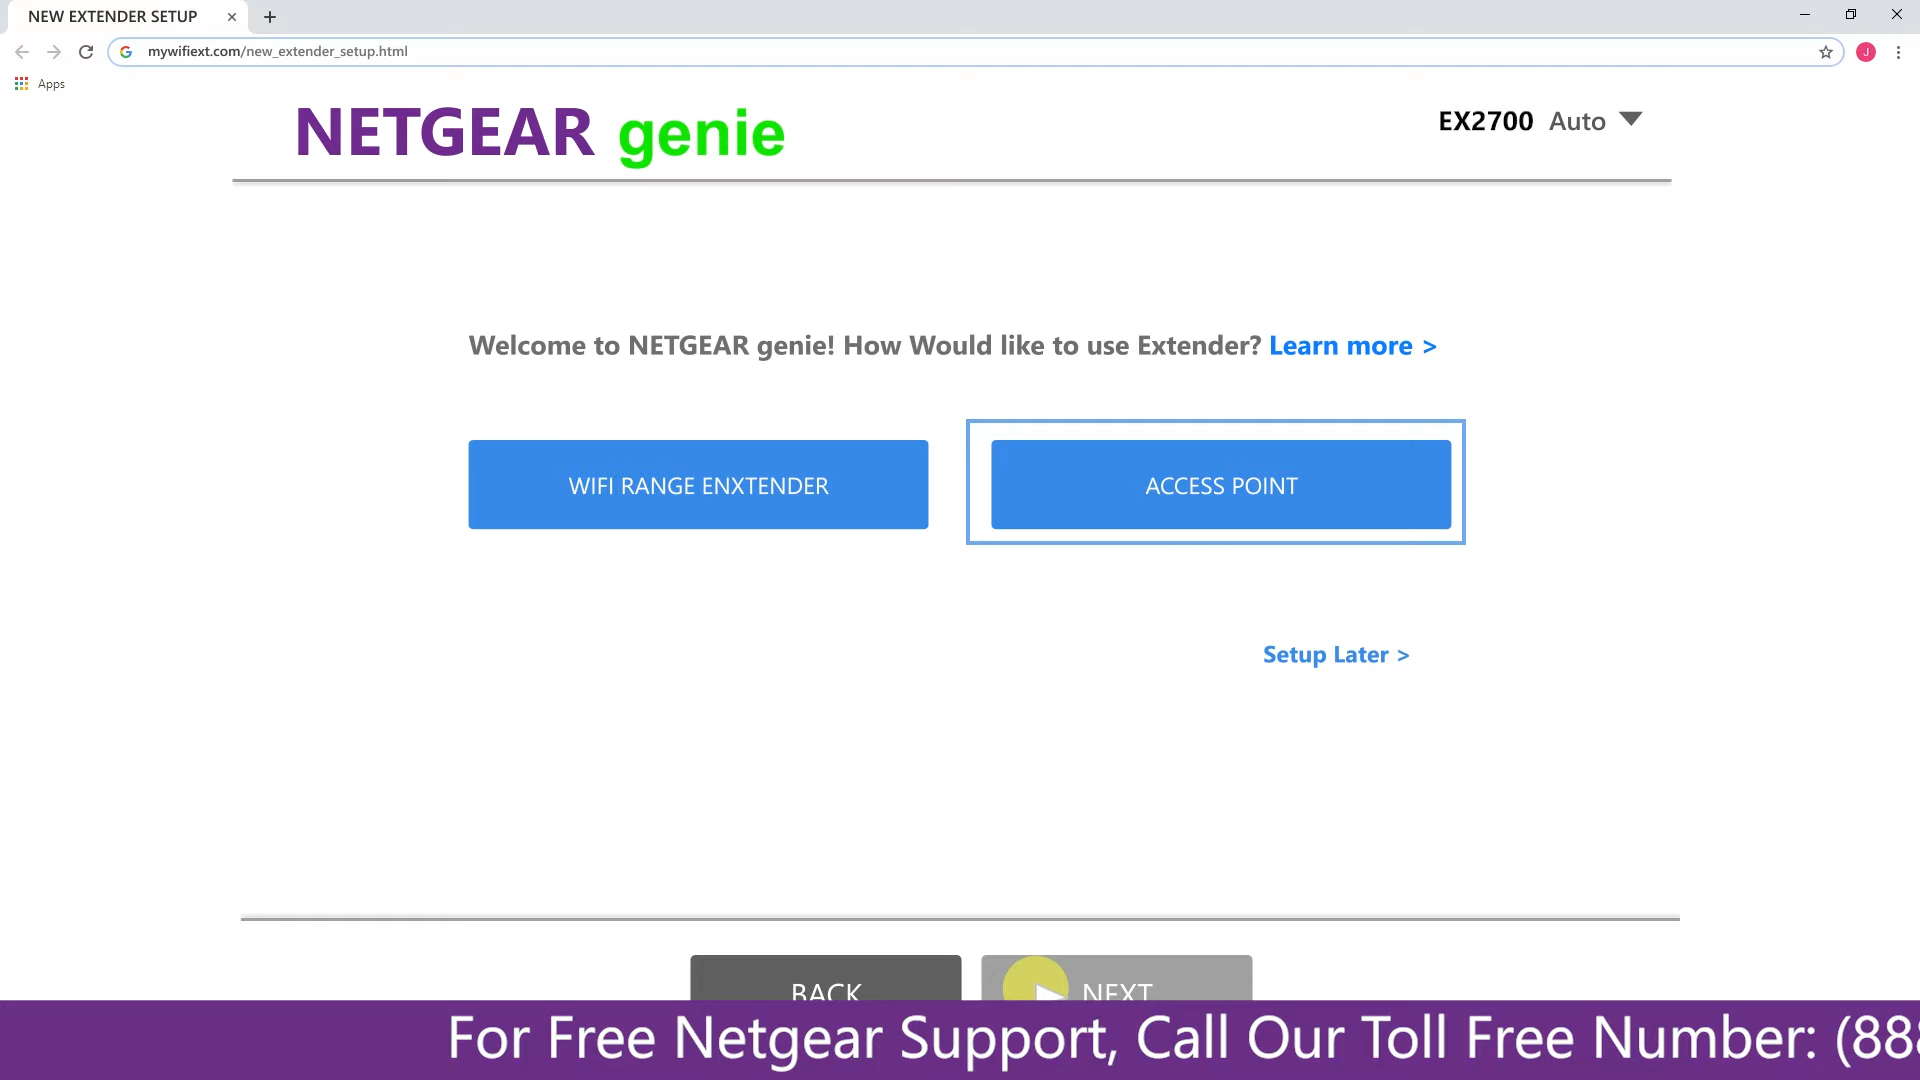 NEW EXTENDER SETUP
mywifiext.com/new_extender_setup.html
J
Apps
NETGEAR genie
EX2700 Auto
Welcome to NETGEAR genie! How Would like to use Extender? Learn more >
WIFI RANGE ENXTENDER
ACCESS POINT
Setup Later >
BACK
NEXT
For Free Netgear Support, Call Our Toll Free Number: (888